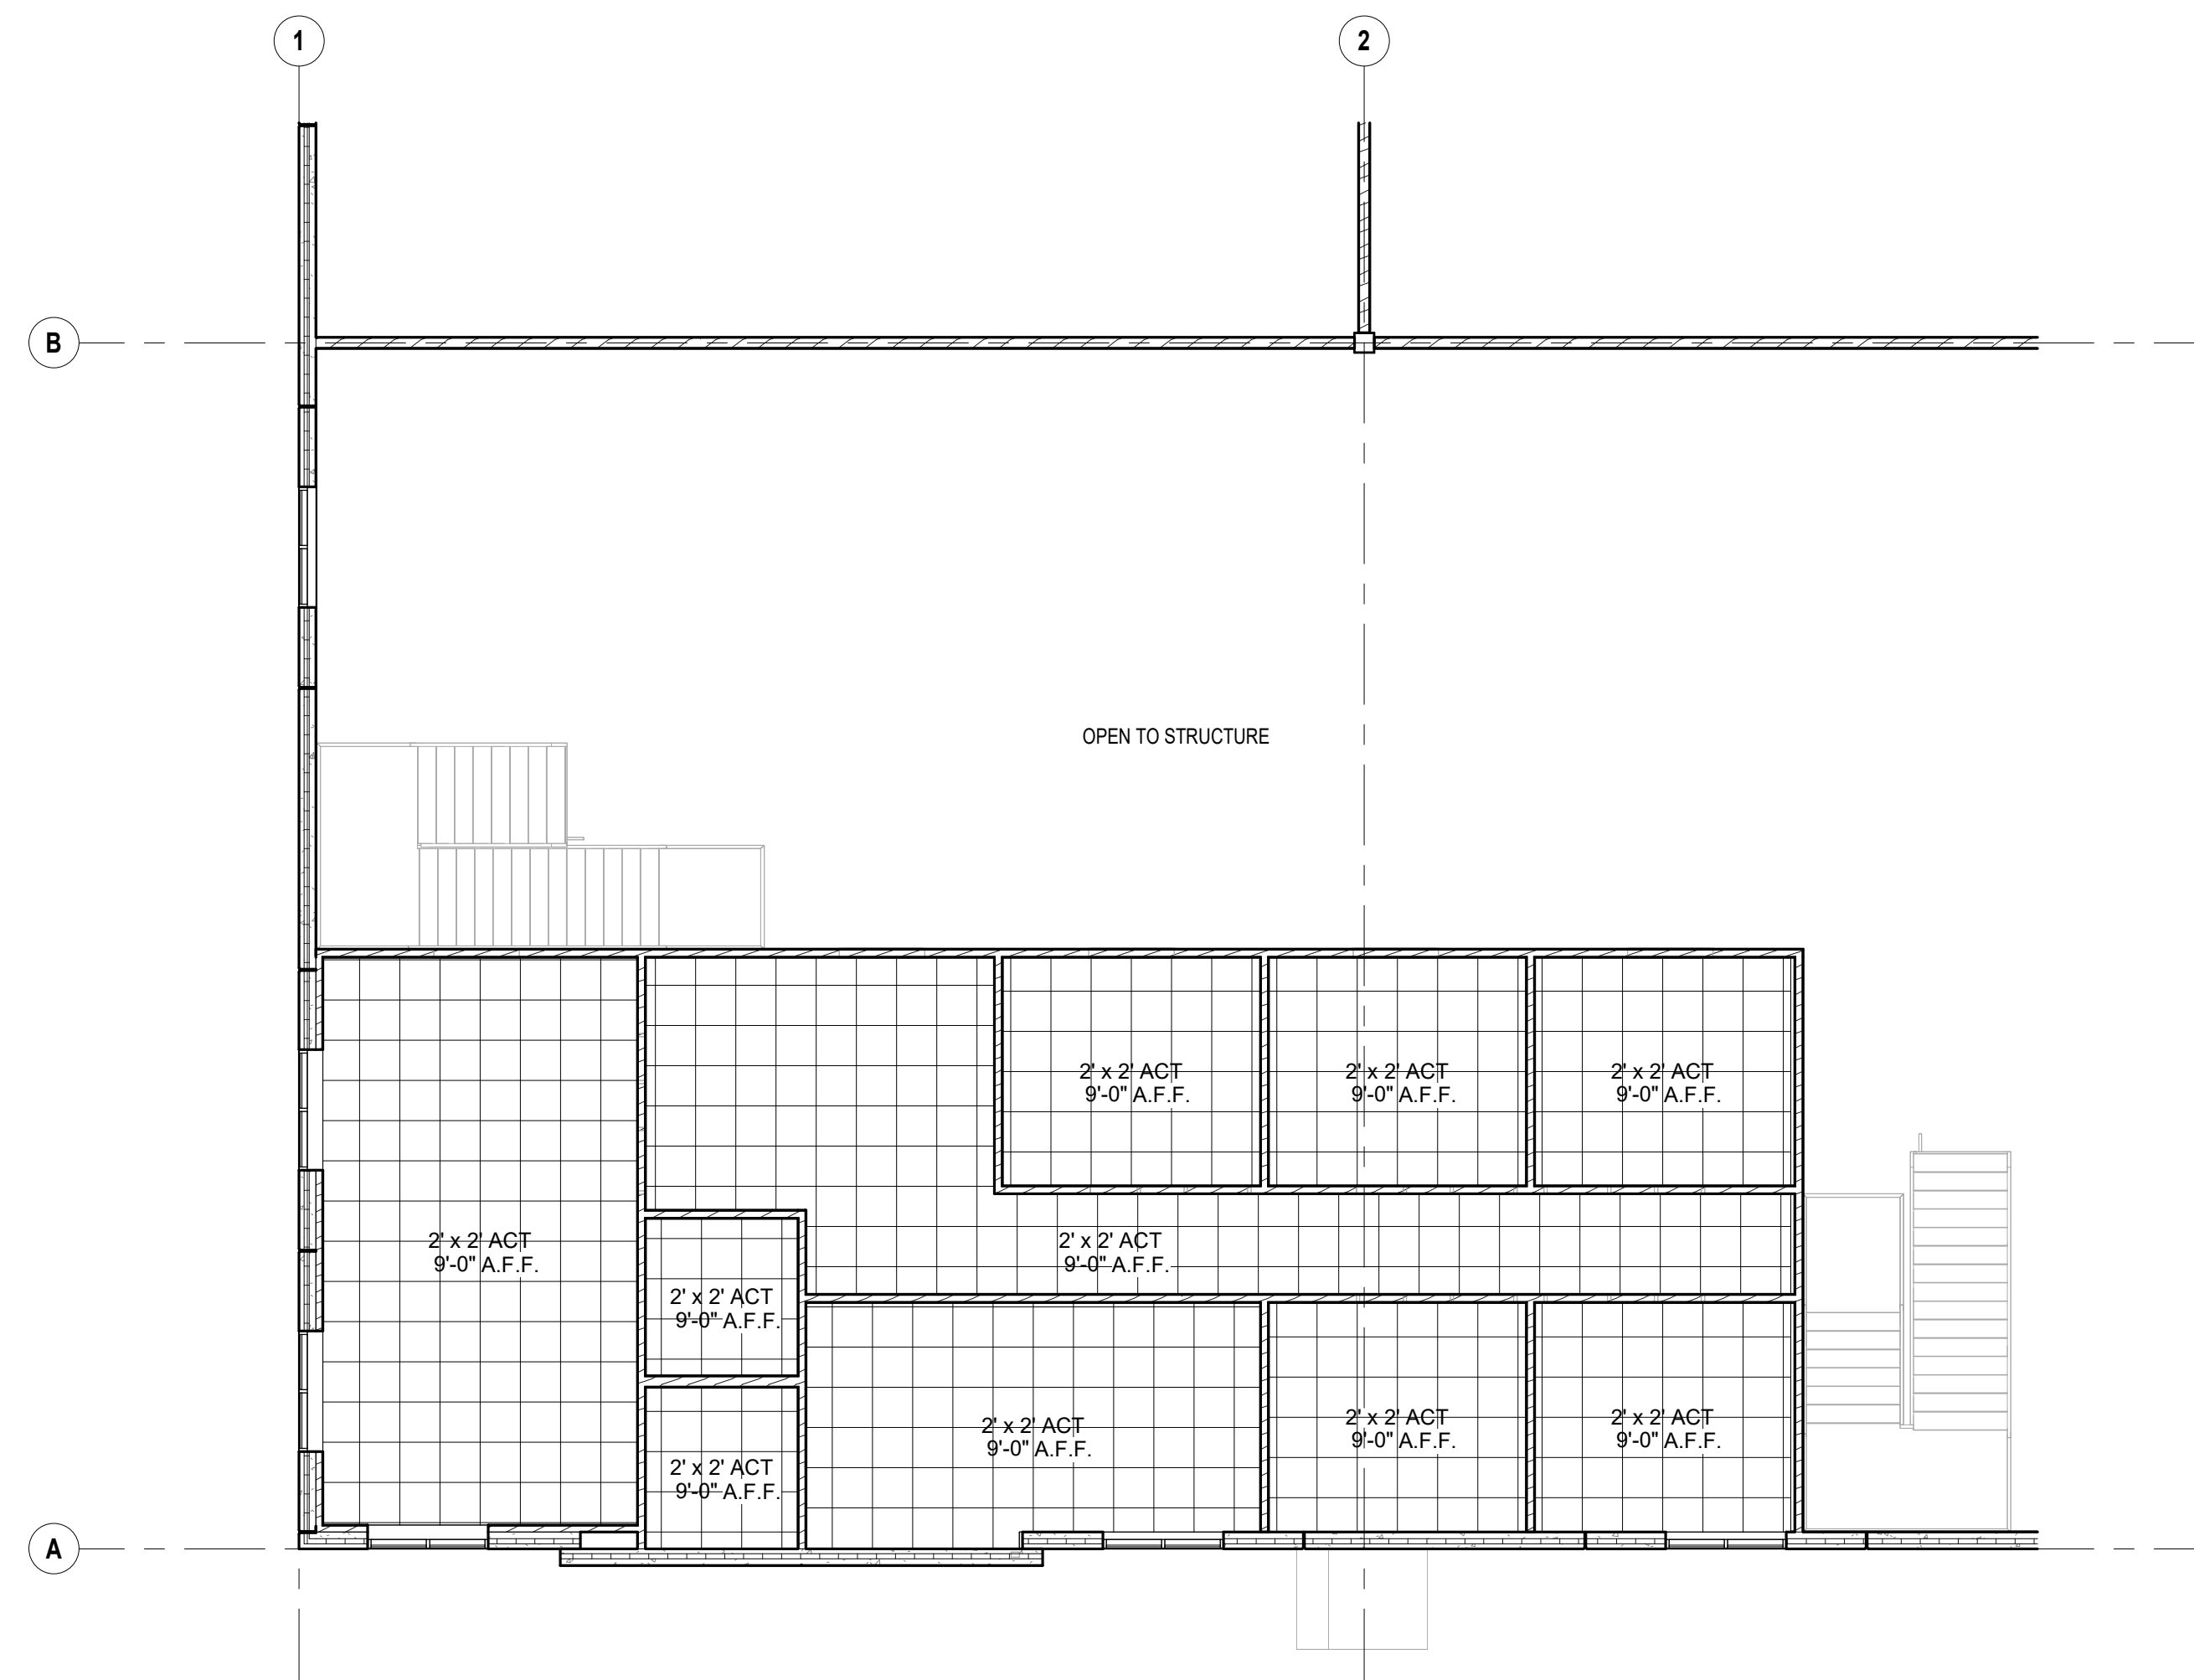 1
2
B
OPEN TO STRUCTURE
2' x 2' ACT
9'-0" A.F.F.
2' x 2' ACT
9'-0" A.F.F.
2' x 2' ACT
9'-0" A.F.F.
2' x 2' ACT
9'-0" A.F.F.
2' x 2' ACT
9'-0" A.F.F.
2' x 2' ACT
9'-0" A.F.F.
2' x 2' ACT
9'-0" A.F.F.
2' x 2' ACT
9'-0" A.F.F.
2' x 2' ACT
9'-0" A.F.F.
2' x 2' ACT
9'-0" A.F.F.
A